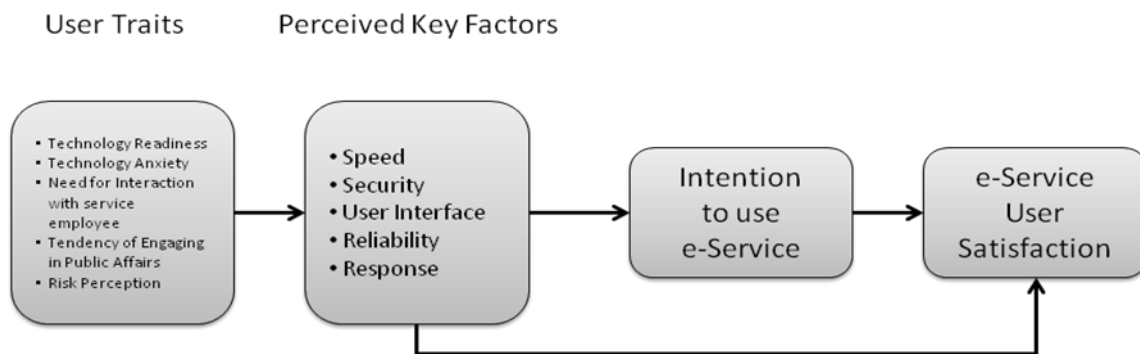 User Traits
Perceived Key Factors
▪ Technology Readiness
▪ Technology Anxiety
▪ Need for Interaction
with service
employee
▪ Tendency of Engaging
in Public Affairs
▪ Risk Perception
• Speed
• Security
• User Interface
• Reliability
• Response
Intention
to use
e-Service
e-Service
User
Satisfaction